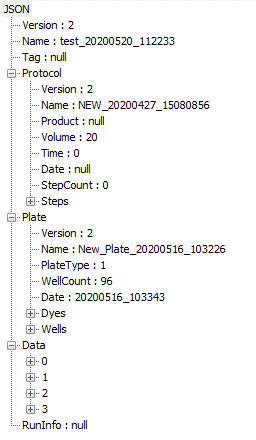 JSON
Version : 2
Name : test_20200520_112233
Tag : null
Protocol
Version : 2
Name : NEW_20200427_15080856
Product : null
Volume : 20
Time : 0
Date : null
StepCount : 0
Steps
Plate
Version : 2
Name : New_Plate_20200516_103226
PlateType : 1
WellCount : 96
Date : 20200516_103343
Dyes
Wells
Data
0
1
2
3
RunInfo : null